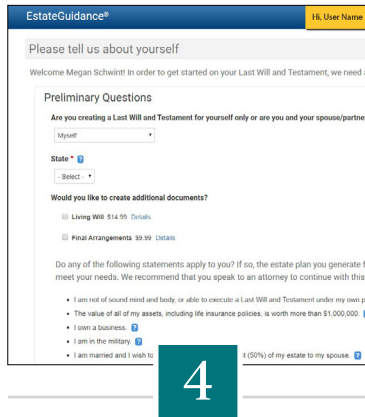 EstateGuidance®
Hi, User Name
Please tell us about yourself
Welcome Megan Schwint! In order to get started on your Last Will and Testament, we need
Preliminary Questions
Are you creating a Last Will and Testament for yourself only or are you and your spouse/partne
Myself
State * ?
- Select -
Would you like to create additional documents?
Living Will $14.99 Details
Final Arrangements $9.99 Details
Do any of the following statements apply to you? If so, the estate plan you generate f
meet your needs. We recommend that you speak to an attorney to continue with this
• I am not of sound mind and body, or able to execute a Last Will and Testament under my own p
• The value of all of my assets, including life insurance policies, is worth more than $1,000,000.
• I own a business. ?
• I am in the military. ?
• I am married and I wish to t (50%) of my estate to my spouse. ?
4